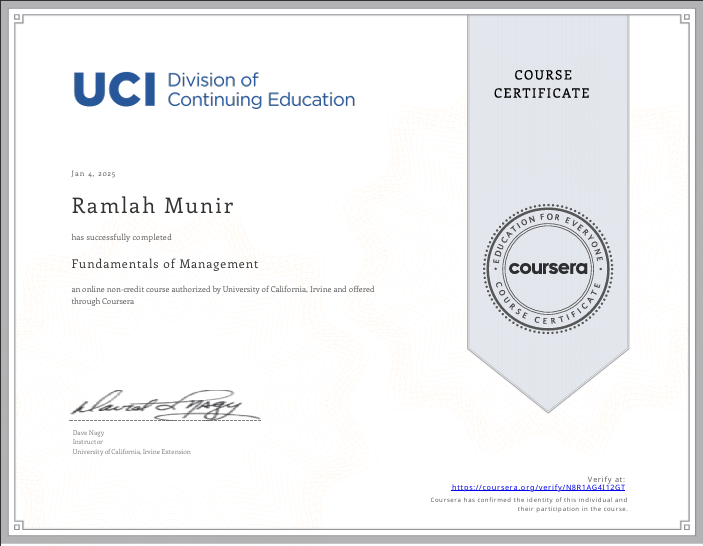 UCI Division of
Continuing Education
COURSE
CERTIFICATE
Jan 4, 2025
Ramlah Munir
has successfully completed
Fundamentals of Management
an online non-credit course authorized by University of California, Irvine and offered
through Coursera
EDUCATION FOR EVERYONE
coursera
COURSE CERTIFICATE
David L Nagy
Dave Nagy
Instructor
University of California, Irvine Extension
Verify at:
https://coursera.org/verify/N8R1AG4J12GT
Coursera has confirmed the identity of this individual and
their participation in the course.